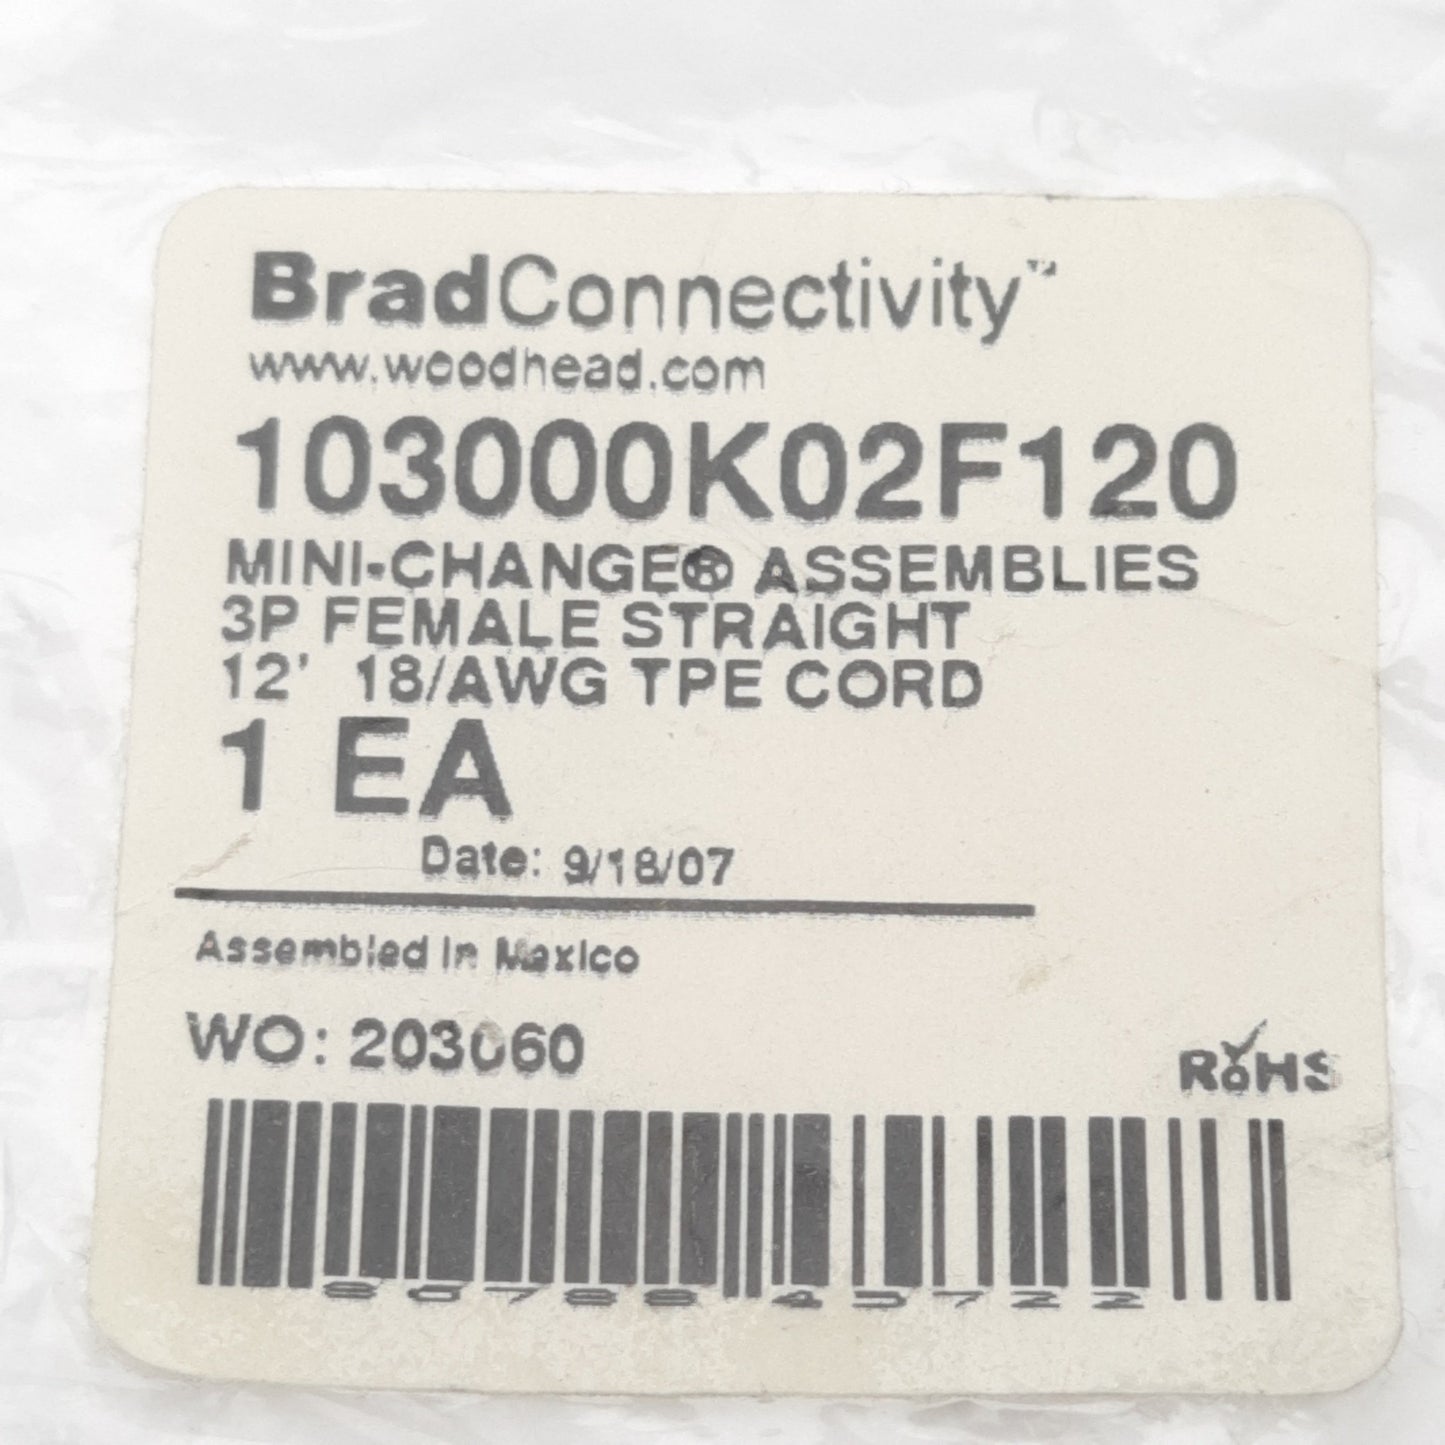 BradConnectivity™
www.woodhead.com
103000K02F120
MINI-CHANGE® ASSEMBLIES
3P FEMALE STRAIGHT
12' 18/AWG TPE CORD
1 EA
Date: 9/18/07
Assembled in Mexico
WO: 203060
RoHS